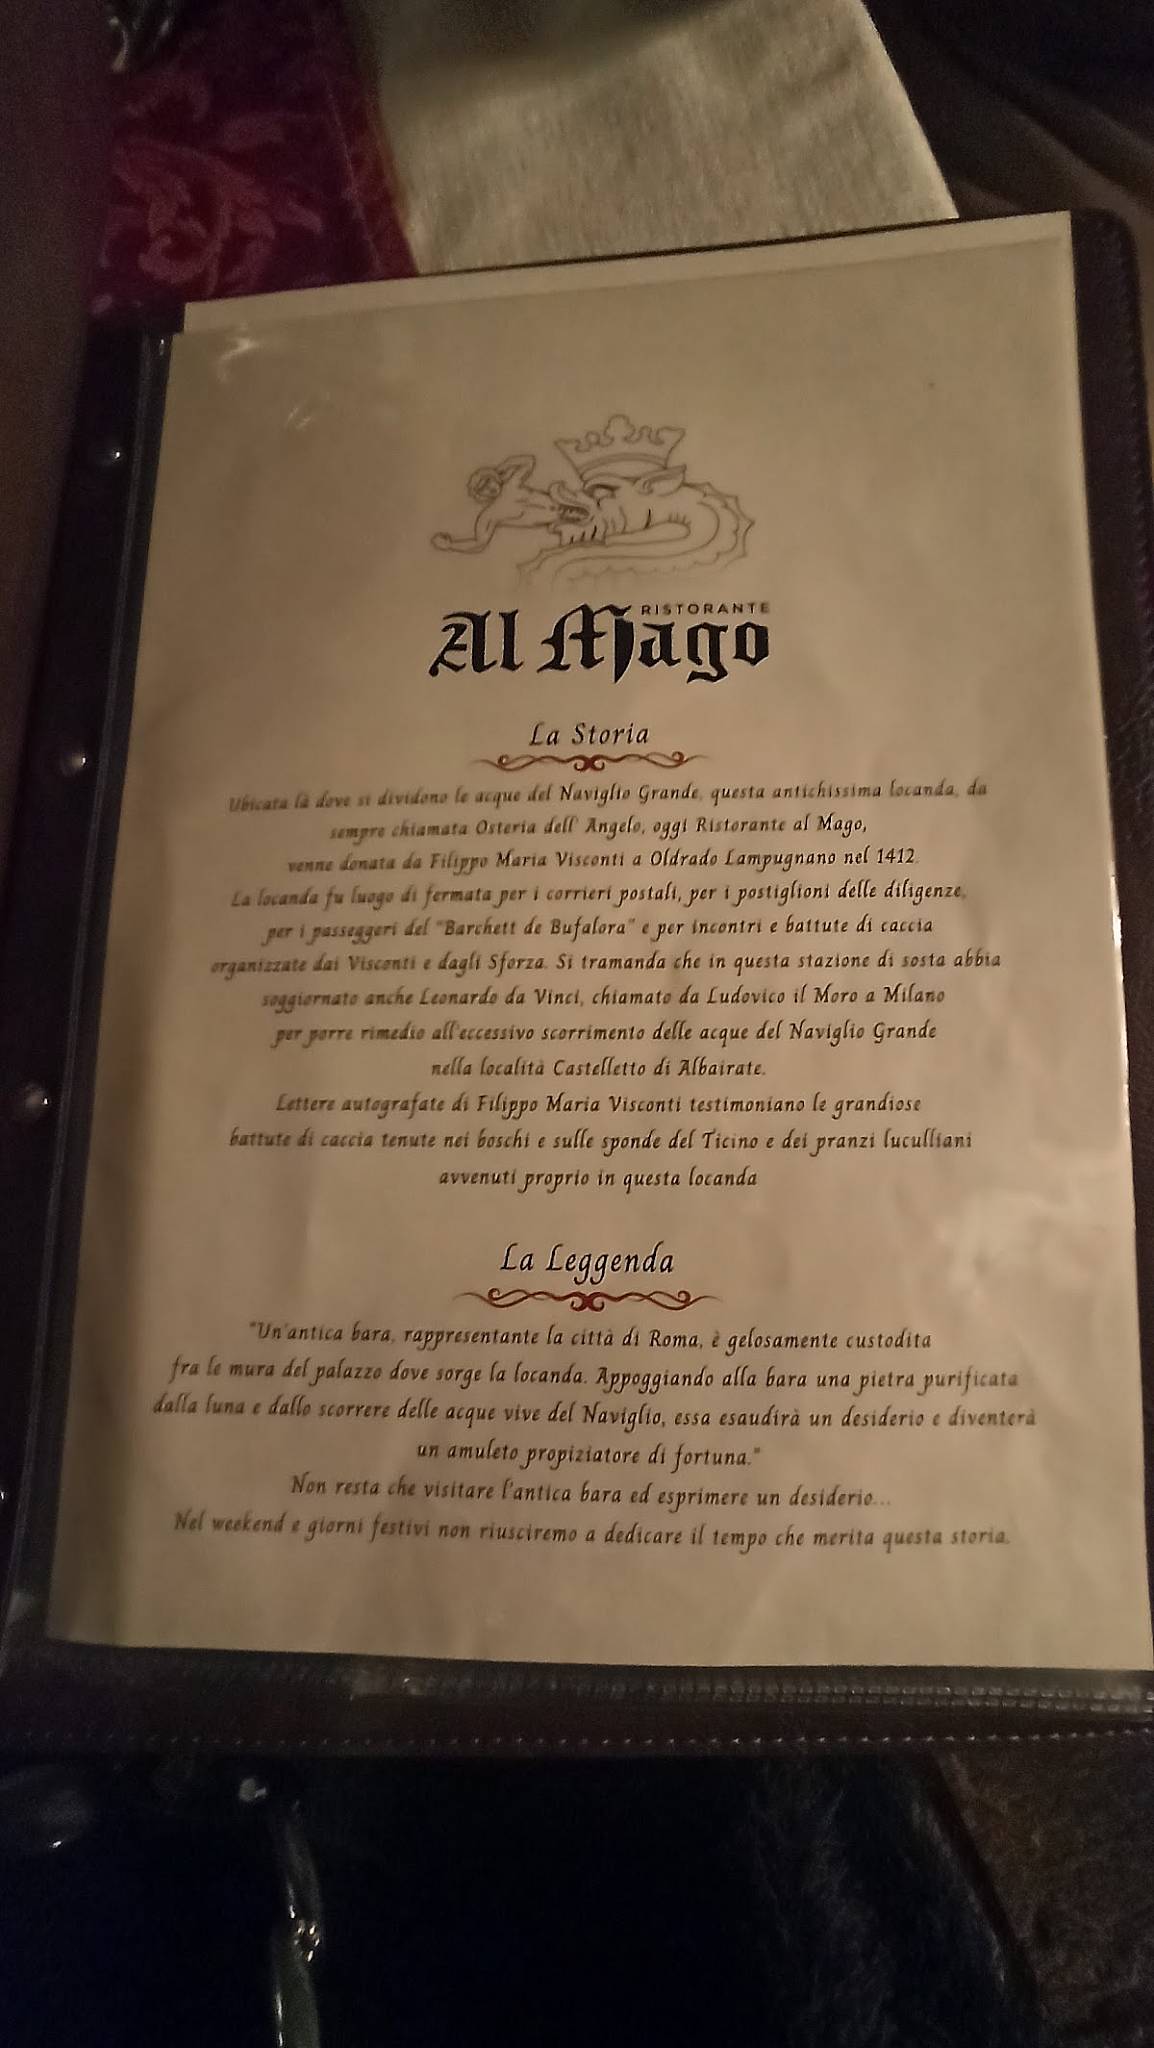 RISTORANTE
Al Mago
La Storia
Ubicata là dove si dividono le acque del Naviglio Grande, questa antichissima locanda, da
sempre chiamata Osteria dell' Angelo, oggi Ristorante al Mago,
venne donata da Filippo Maria Visconti a Oldrado Lampugnano nel 1412.
La locanda fu luogo di fermata per i corrieri postali, per i postiglioni delle diligenze,
per i passeggeri del "Barchett de Bufalora" e per incontri e battute di caccia
organizzate dai Visconti e dagli Sforza. Si tramanda che in questa stazione di sosta abbia
soggiornato anche Leonardo da Vinci, chiamato da Ludovico il Moro a Milano
per porre rimedio all'eccessivo scorrimento delle acque del Naviglio Grande
nella località Castelletto di Albairate.
Lettere autografate di Filippo Maria Visconti testimoniano le grandiose
battute di caccia tenute nei boschi e sulle sponde del Ticino e dei pranzi luculliani
avvenuti proprio in questa locanda
La Leggenda
"Un'antica bara, rappresentante la città di Roma, è gelosamente custodita
fra le mura del palazzo dove sorge la locanda. Appoggiando alla bara una pietra purificata
dalla luna e dallo scorrere delle acque vive del Naviglio, essa esaudirà un desiderio e diventerà
un amuleto propiziatore di fortuna."
Non resta che visitare l'antica bara ed esprimere un desiderio...
Nel weekend e giorni festivi non riusciremo a dedicare il tempo che merita questa storia.